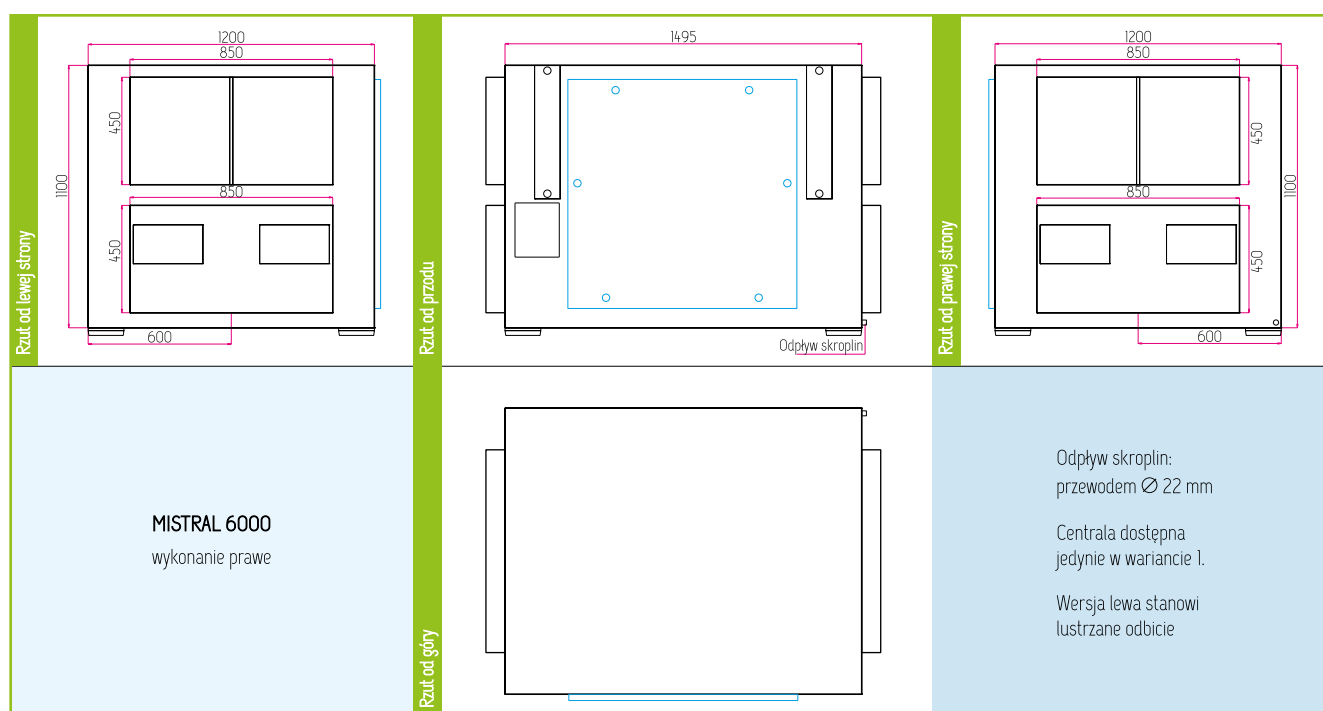 Rzut od lewej strony
1200
850
450
1100
850
450
600
Rzut od przodu
1495
Odpływ skroplin
Rzut od prawej strony
1200
850
450
1100
850
450
600
MISTRAL 6000
wykonanie prawe
Rzut od góry
Odpływ skroplin:
przewodem Ø 22 mm
Centrala dostępna
jedynie w wariancie 1.
Wersja lewa stanowi
lustrzane odbicie